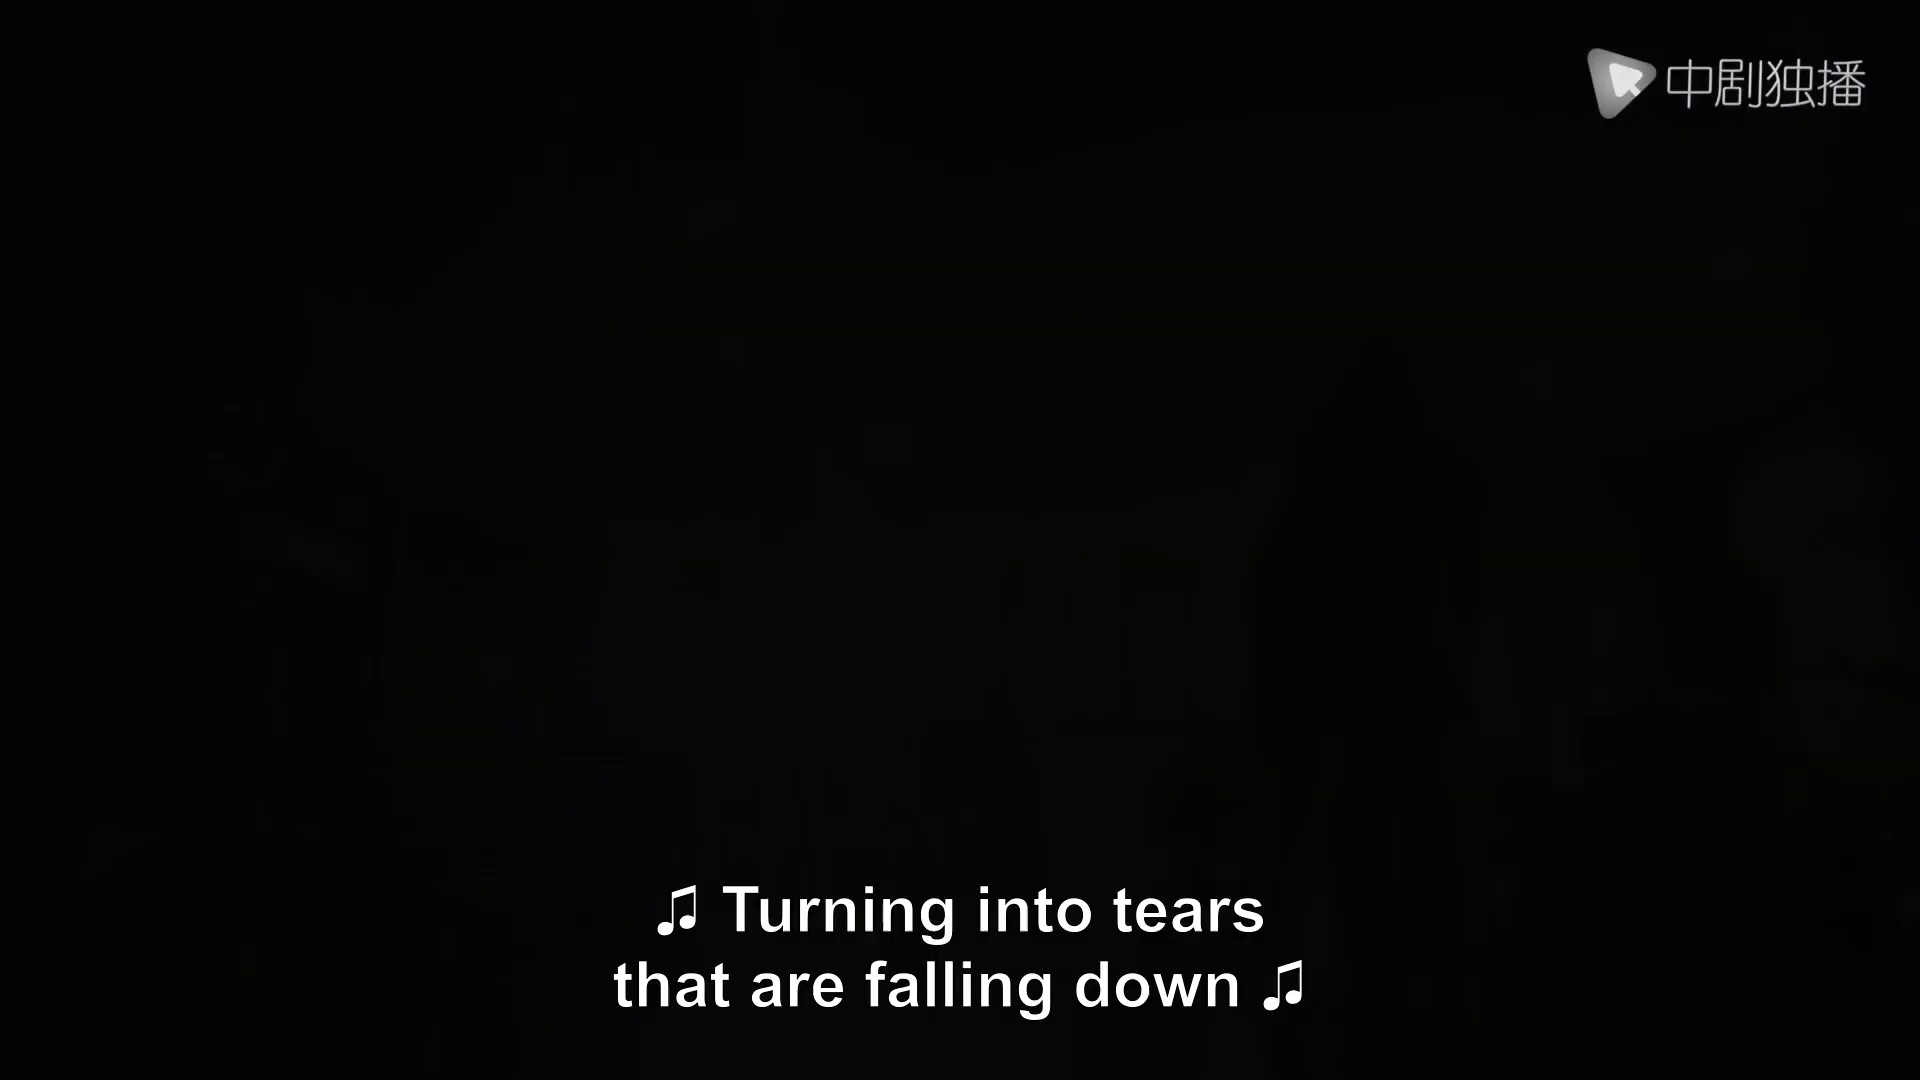 中剧独播
♫ Turning into tears
that are falling down ♫